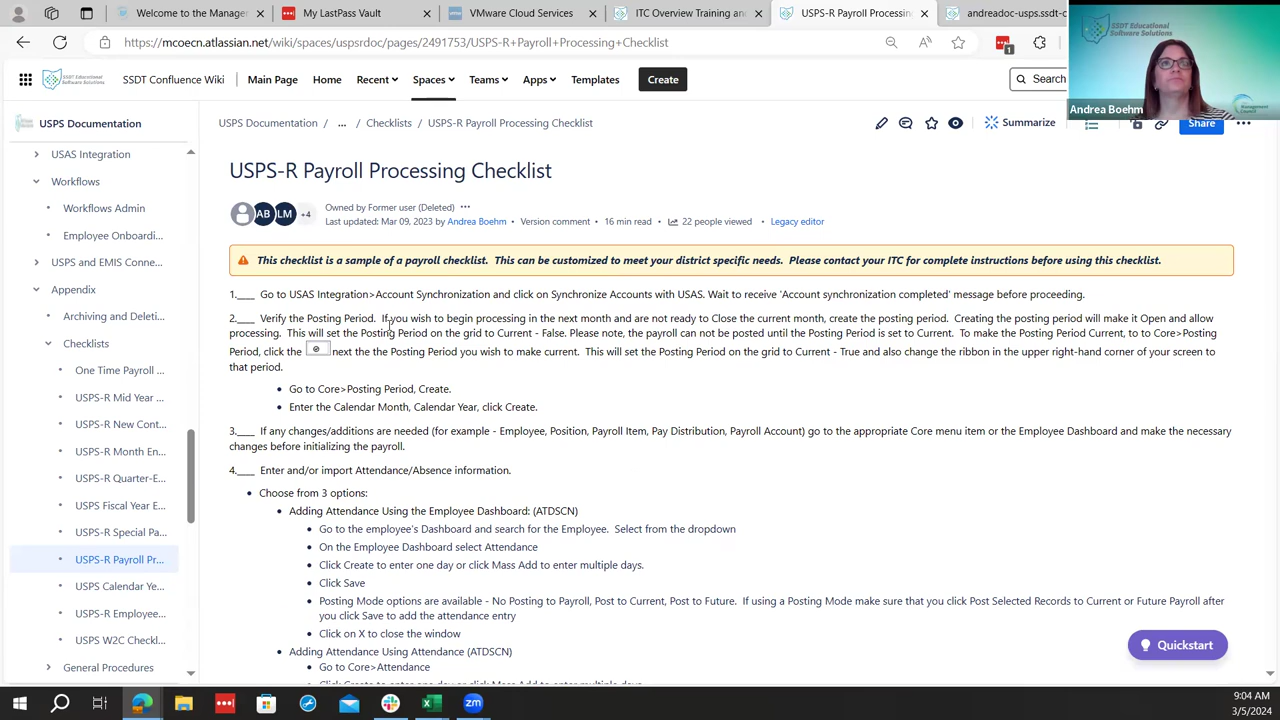 Welcome to the Manage
My LastPass Vault
VMware Cloud Services
ITC Overview Training an
USPS-R Payroll Processin
andreadoc-usps.ssdt-c
https://mcoecn.atlassian.net/wiki/spaces/uspsrdoc/pages/2491753/USPS-R+Payroll+Processing+Checklist
1
SSDT Educational Software Solutions
Andrea Boehm
SSDT Confluence Wiki
Main Page
Home
Recent
Spaces
Teams
Apps
Templates
Create
Search
USPS Documentation
USPS Documentation / ... / Checklists / USPS-R Payroll Processing Checklist
Summarize
Share
USAS Integration
Workflows
Workflows Admin
Employee Onboardi...
USPS and EMIS Conne...
Appendix
Archiving and Deleti...
Checklists
One Time Payroll ...
USPS-R Mid Year ...
USPS-R New Cont...
USPS-R Month En...
USPS-R Quarter-E...
USPS Fiscal Year E...
USPS-R Special Pa...
USPS-R Payroll Pr...
USPS Calendar Ye...
USPS-R Employee...
USPS W2C Checkl...
General Procedures
USPS-R Payroll Processing Checklist
AB LM +4
Owned by Former user (Deleted) •••
Last updated: Mar 09, 2023 by Andrea Boehm • Version comment • 16 min read • 22 people viewed • Legacy editor
This checklist is a sample of a payroll checklist. This can be customized to meet your district specific needs. Please contact your ITC for complete instructions before using this checklist.
1.____ Go to USAS Integration>Account Synchronization and click on Synchronize Accounts with USAS. Wait to receive 'Account synchronization completed' message before proceeding.
2.____ Verify the Posting Period. If you wish to begin processing in the next month and are not ready to Close the current month, create the posting period. Creating the posting period will make it Open and allow
processing. This will set the Posting Period on the grid to Current - False. Please note, the payroll can not be posted until the Posting Period is set to Current. To make the Posting Period Current, to to Core>Posting
Period, click the next the the Posting Period you wish to make current. This will set the Posting Period on the grid to Current - True and also change the ribbon in the upper right-hand corner of your screen to
that period.
• Go to Core>Posting Period, Create.
• Enter the Calendar Month, Calendar Year, click Create.
3.____ If any changes/additions are needed (for example - Employee, Position, Payroll Item, Pay Distribution, Payroll Account) go to the appropriate Core menu item or the Employee Dashboard and make the necessary
changes before initializing the payroll.
4.____ Enter and/or import Attendance/Absence information.
• Choose from 3 options:
• Adding Attendance Using the Employee Dashboard: (ATDSCN)
• Go to the employee's Dashboard and search for the Employee. Select from the dropdown
• On the Employee Dashboard select Attendance
• Click Create to enter one day or click Mass Add to enter multiple days.
• Click Save
• Posting Mode options are available - No Posting to Payroll, Post to Current, Post to Future. If using a Posting Mode make sure that you click Post Selected Records to Current or Future Payroll after
you click Save to add the attendance entry
• Click on X to close the window
• Adding Attendance Using Attendance (ATDSCN)
• Go to Core>Attendance
Quickstart
9:04 AM
3/5/2024